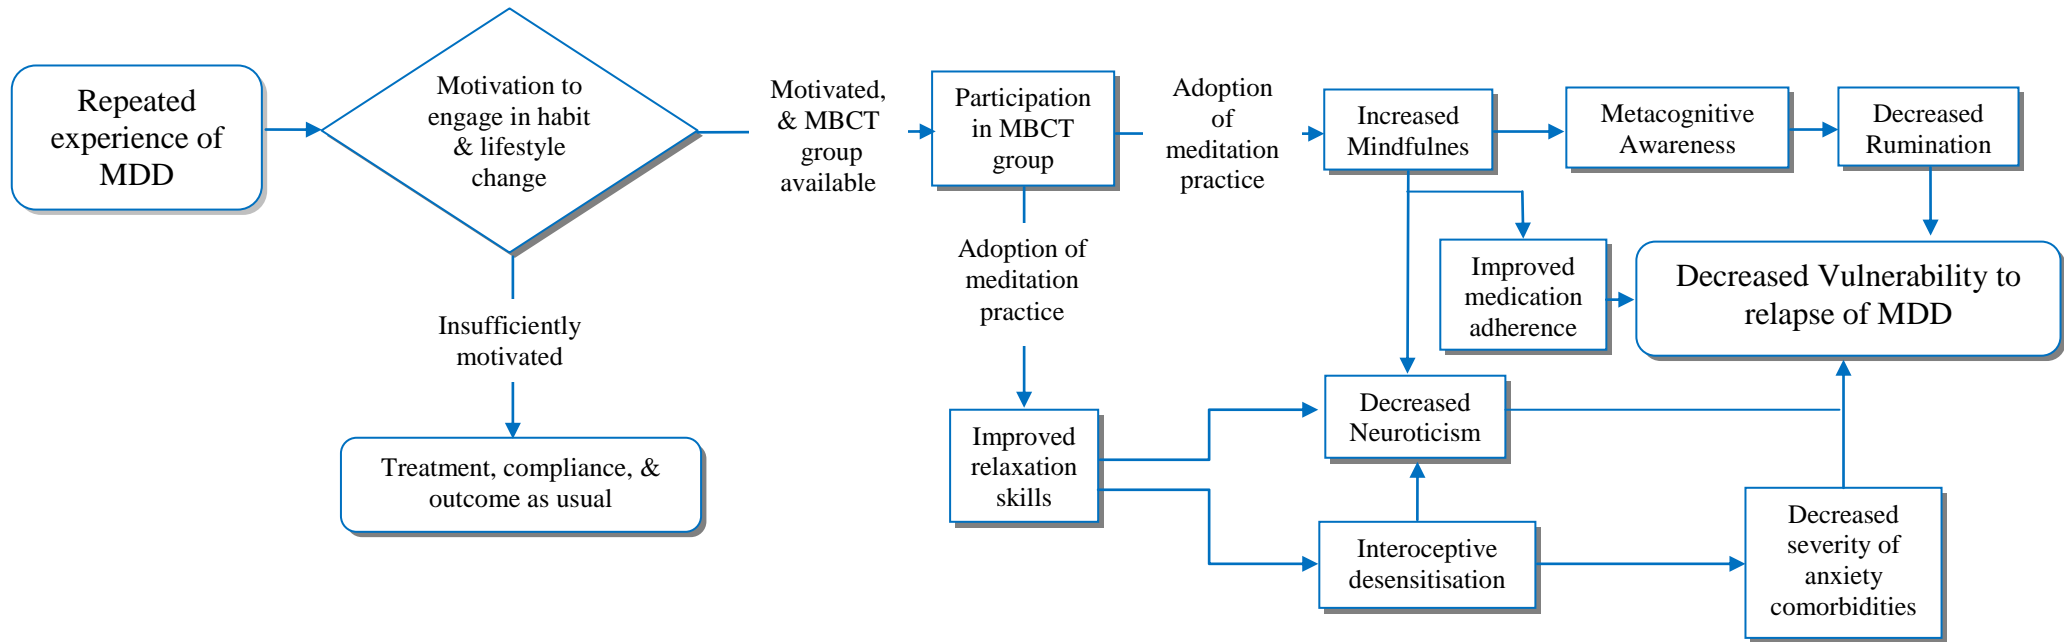 Repeated
experience of
MDD
Motivation to
engage in habit
& lifestyle
change
Motivated,
& MBCT
group
available
Participation
in MBCT
group
Adoption
of
meditation
practice
Increased
Mindfulnes
Metacognitive
Awareness
Decreased
Rumination
Insufficiently
motivated
Treatment, compliance, &
outcome as usual
Adoption of
meditation
practice
Improved
relaxation
skills
Improved
medication
adherence
Decreased Vulnerability to
relapse of MDD
Decreased
Neuroticism
Interoceptive
desensitisation
Decreased
severity of
anxiety
comorbidities